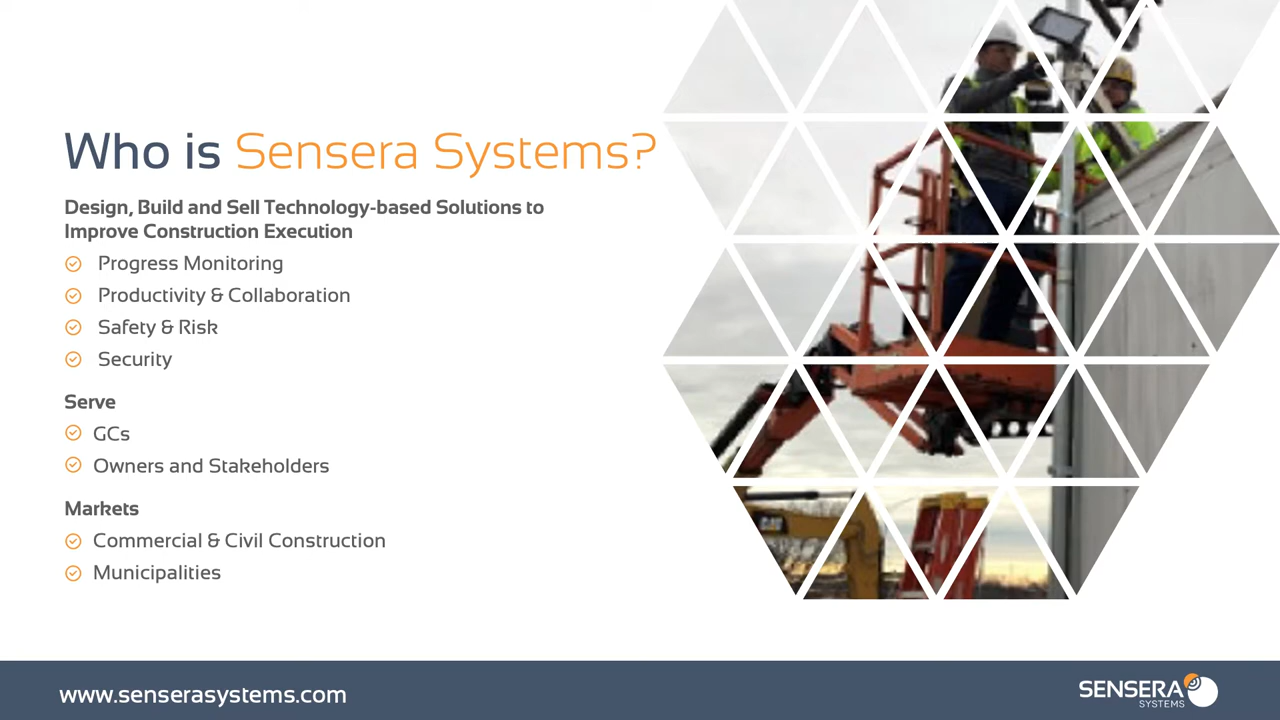 Who is Sensera Systems?
Design, Build and Sell Technology-based Solutions to
Improve Construction Execution
Progress Monitoring
Productivity & Collaboration
Safety & Risk
Security
Serve
GCs
Owners and Stakeholders
Markets
Commercial & Civil Construction
Municipalities
CAT
www.senserasystems.com
SENSERA
SYSTEMS